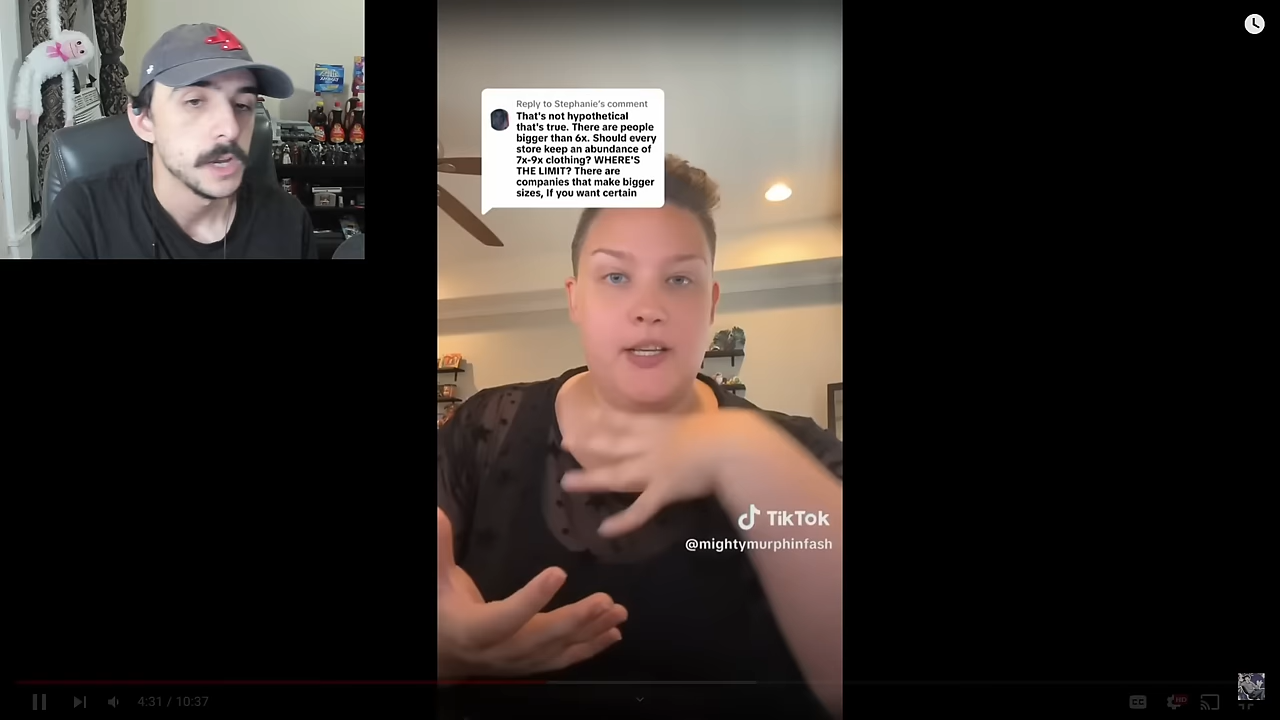 Reply to Stephanie's comment
That's not hypothetical
that's true. There are people
bigger than 6x. Should every
store keep an abundance of
7x-9x clothing? WHERE'S
THE LIMIT? There are
companies that make bigger
sizes, If you want certain
TikTok
@mightymurphinfash
4:31 / 10:37
CC
HD